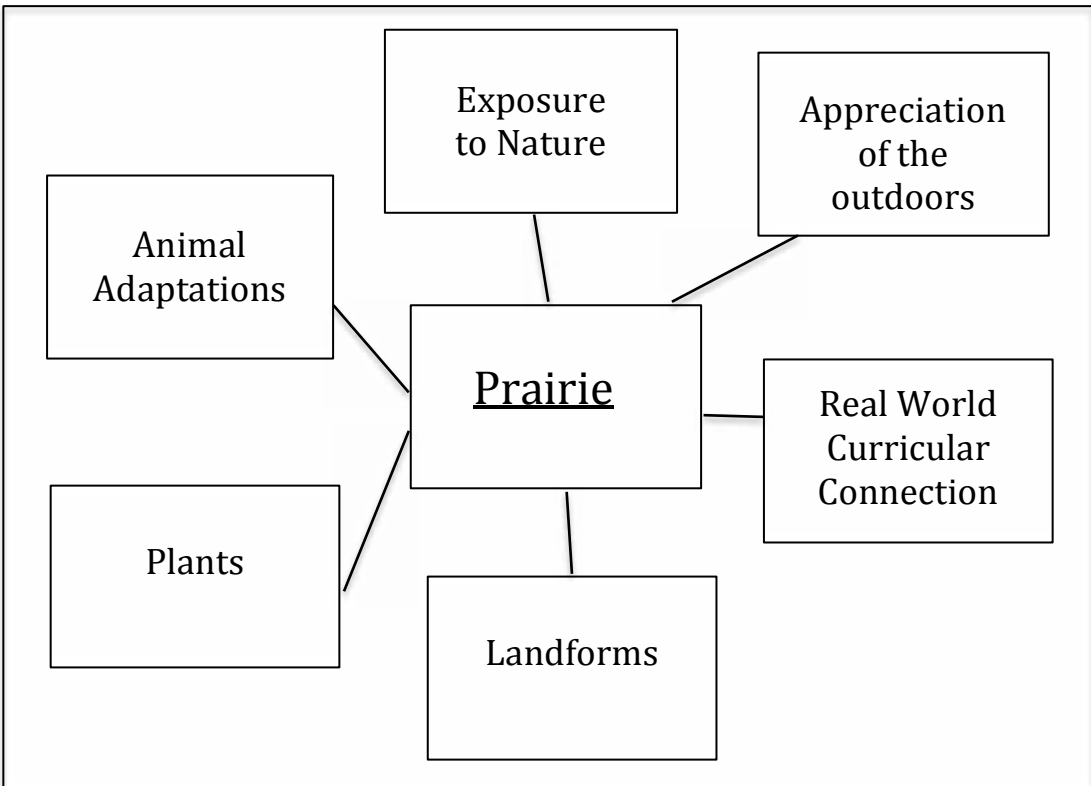 Exposure
to Nature
Appreciation
of the
outdoors
Animal
Adaptations
Prairie
Real World
Curricular
Connection
Plants
Landforms